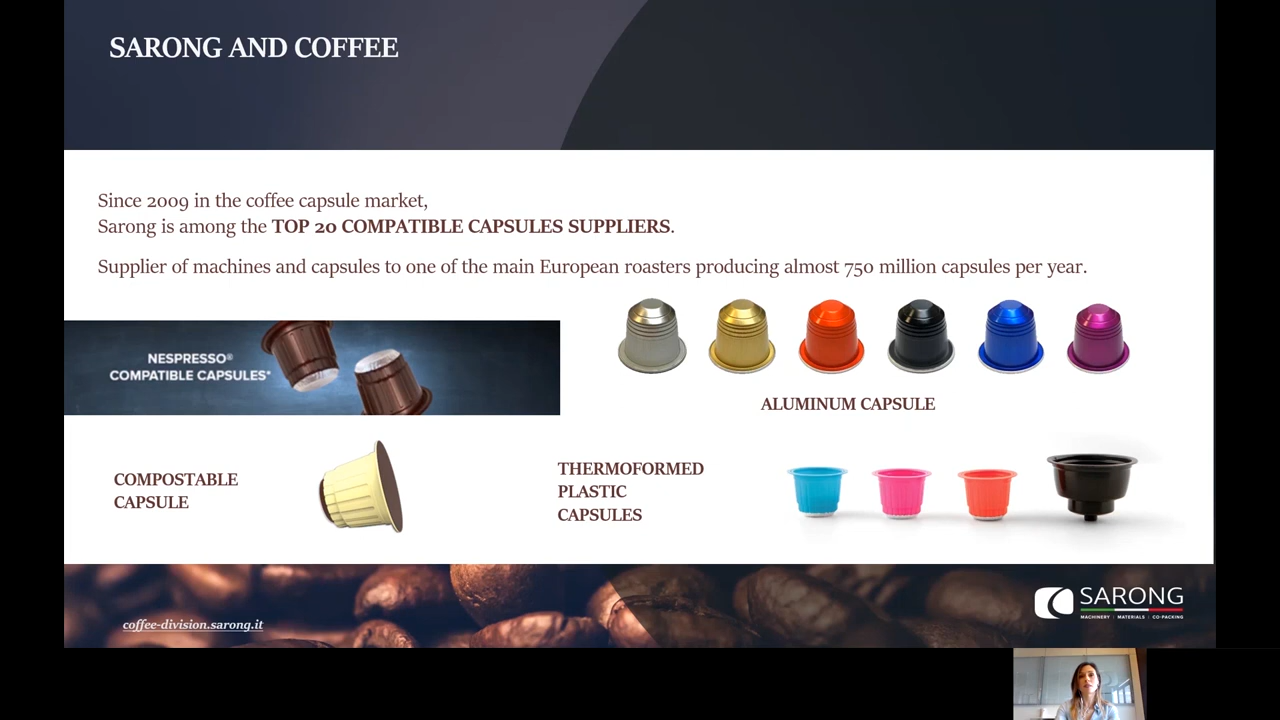 SARONG AND COFFEE
Since 2009 in the coffee capsule market,
Sarong is among the TOP 20 COMPATIBLE CAPSULES SUPPLIERS.
Supplier of machines and capsules to one of the main European roasters producing almost 750 million capsules per year.
NESPRESSO®
COMPATIBLE CAPSULES*
ALUMINUM CAPSULE
COMPOSTABLE
CAPSULE
THERMOFORMED
PLASTIC
CAPSULES
coffee-division.sarong.it
SARONG
MACHINERY | MATERIALS | CO-PACKING